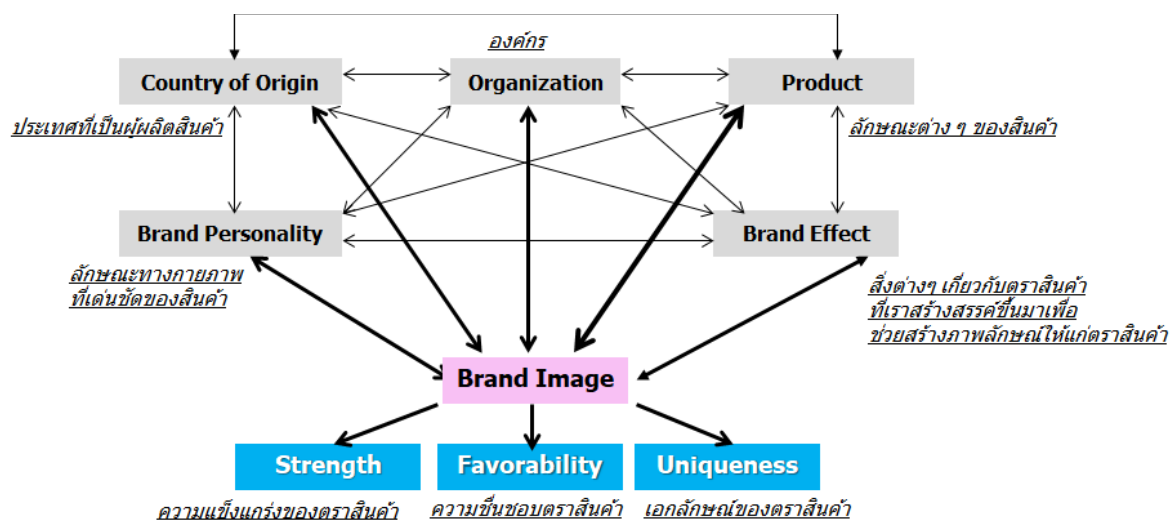 องค์กร
Country of Origin
Organization
Product
ประเทศที่เป็นผู้ผลิตสินค้า
ลักษณะต่าง ๆ ของสินค้า
Brand Personality
Brand Effect
ลักษณะทางกายภาพ
ที่เด่นชัดของสินค้า
สิ่งต่างๆ เกี่ยวกับตราสินค้า
ที่เราสร้างสรรค์ขึ้นมาเพื่อ
ช่วยสร้างภาพลักษณ์ให้แก่ตราสินค้า
Brand Image
Strength
Favorability
Uniqueness
ความแข็งแกร่งของตราสินค้า
ความชื่นชอบตราสินค้า
เอกลักษณ์ของตราสินค้า